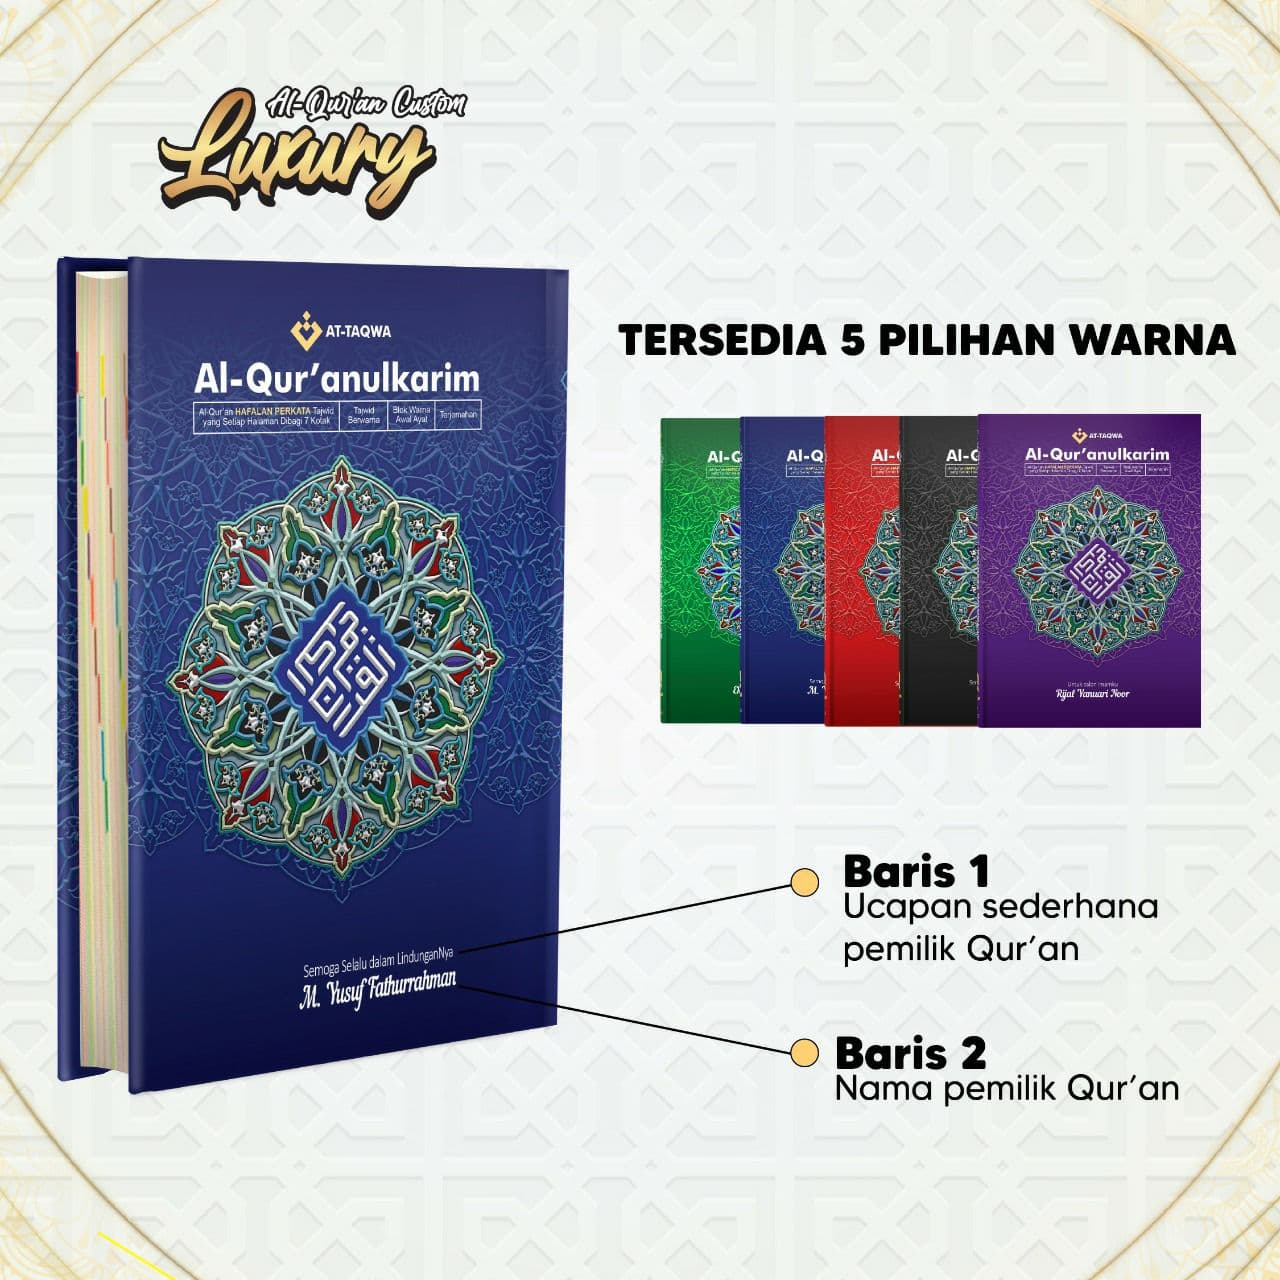 Al-Qur'an Custom
Luxury
AT-TAQWA
Al-Qur'anulkarim
Al-Qur'an HAFALAN PERKATA Tajwid
yang Setiap Halaman Dibagi 7 Kotak
Tajwid
Berwarna
Blok Warna
Awal Ayat
Terjemahan
Semoga Selalu dalam LindunganNya
M. Yusuf Fathurrahman
TERSEDIA 5 PILIHAN WARNA
Al-Q
Al-Q
Al-
Al-Q
AT-TAQWA
Al-Qur'anulkarim
Untuk calon Imamku
Rijal Yanuari Noor
Baris 1
Ucapan sederhana
pemilik Qur'an
Baris 2
Nama pemilik Qur'an